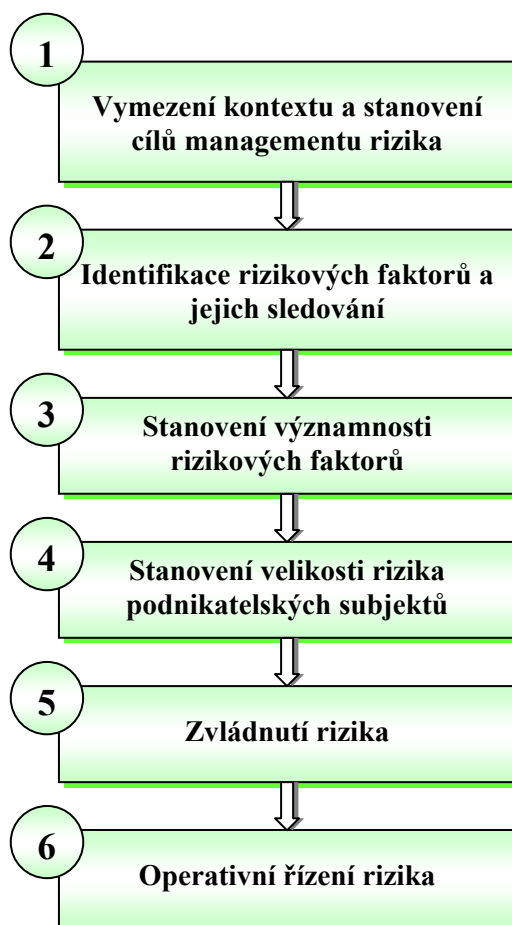 1
Vymezení kontextu a stanovení
cílů managementu rizika
2
Identifikace rizikových faktorů a
jejich sledování
3
Stanovení významnosti
rizikových faktorů
4
Stanovení velikosti rizika
podnikatelských subjektů
5
Zvládnutí rizika
6
Operativní řízení rizika